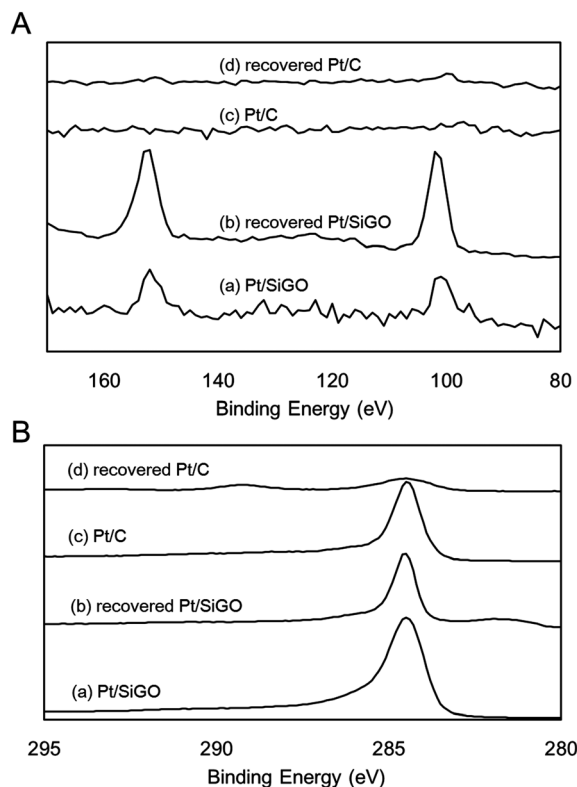 A
(d) recovered Pt/C
(c) Pt/C
(b) recovered Pt/SiGO
(a) Pt/SiGO
160 140 120 100 80
Binding Energy (eV)
B
(d) recovered Pt/C
(c) Pt/C
(b) recovered Pt/SiGO
(a) Pt/SiGO
295 290 285 280
Binding Energy (eV)